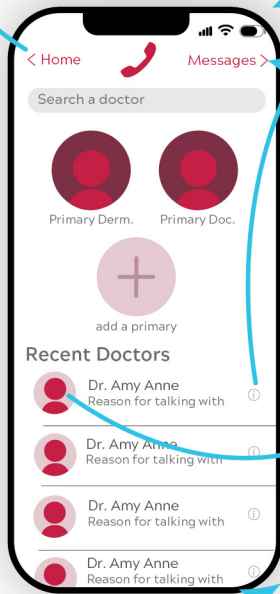 < Home
Messages >
Search a doctor
Primary Derm.
Primary Doc.
add a primary
Recent Doctors
Dr. Amy Anne
Reason for talking with
Dr. Amy Anne
Reason for talking with
Dr. Amy Anne
Reason for talking with
Dr. Amy Anne
Reason for talking with